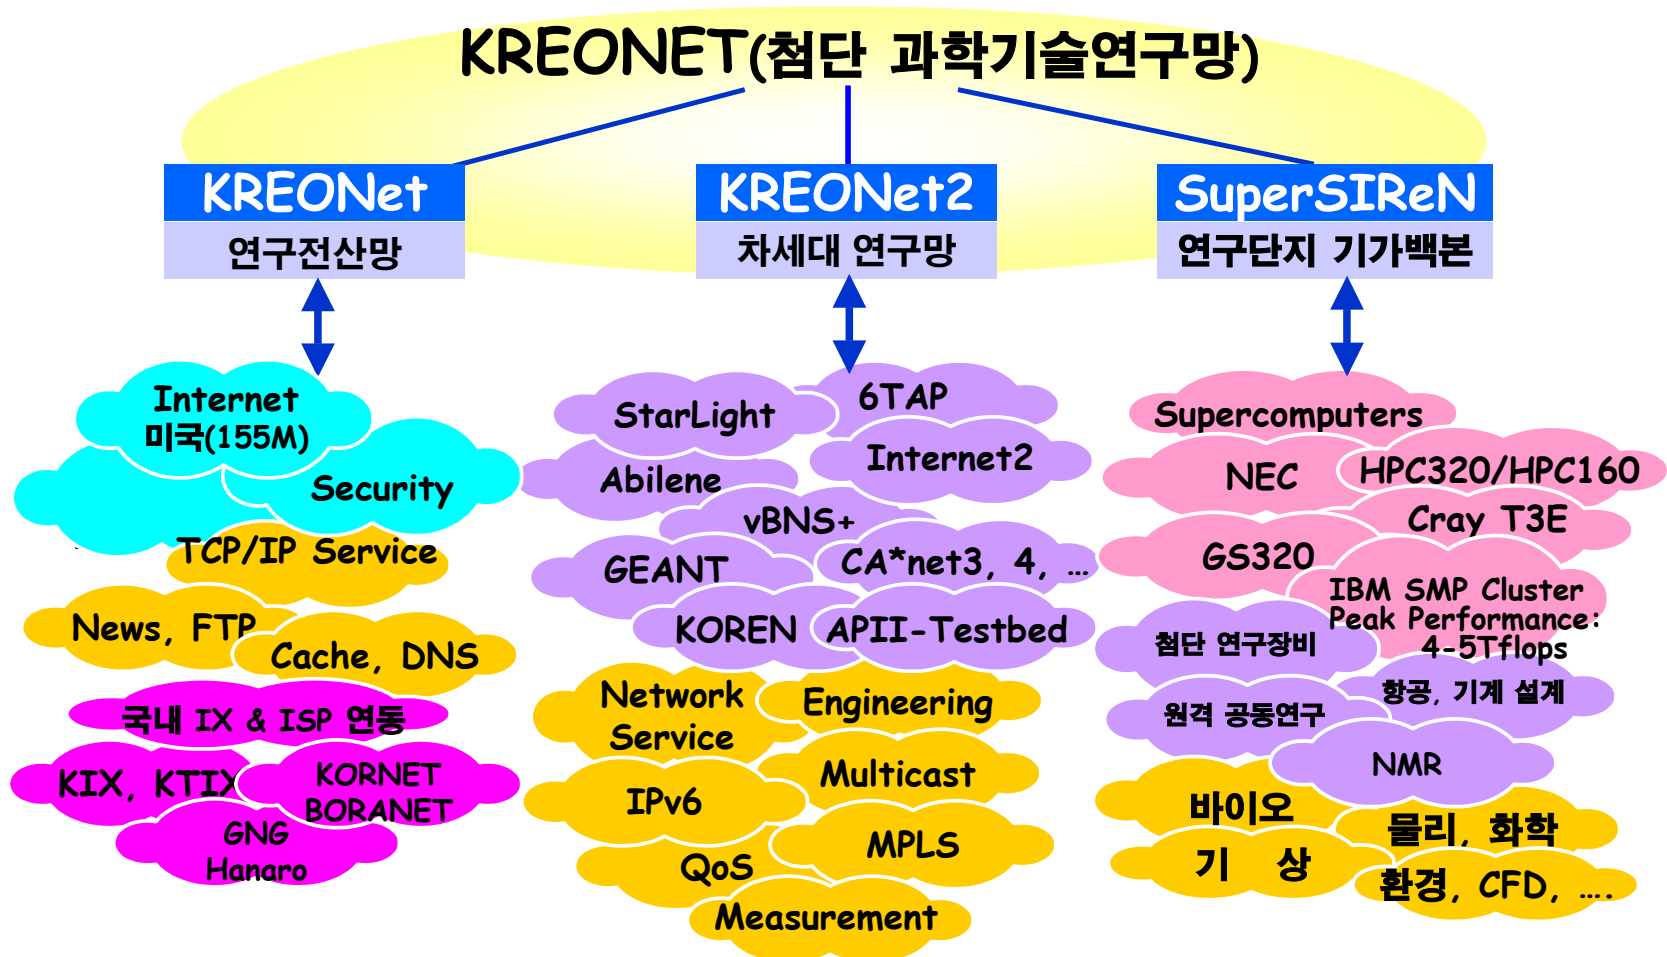 KREONET(첨단 과학기술연구망)
KREONet
연구전산망
KREONet2
차세대 연구망
SuperSIReN
연구단지 기가백본
Internet
미국(155M)
Security
TCP/IP Service
News, FTP
Cache, DNS
국내 IX & ISP 연동
KIX, KTIX
KORNET
BORANET
GNG
Hanaro
StarLight
6TAP
Internet2
Abilene
vBNS+
GEANT
CA*net3, 4, ...
KOREN
APII-Testbed
Network
Service
Engineering
Multicast
IPv6
MPLS
QoS
Measurement
Supercomputers
NEC
HPC320/HPC160
Cray T3E
GS320
IBM SMP Cluster
Peak Performance:
4-5Tflops
첨단 연구장비
항공, 기계 설계
원격 공동연구
NMR
바이오
물리, 화학
기 상
환경, CFD, ....